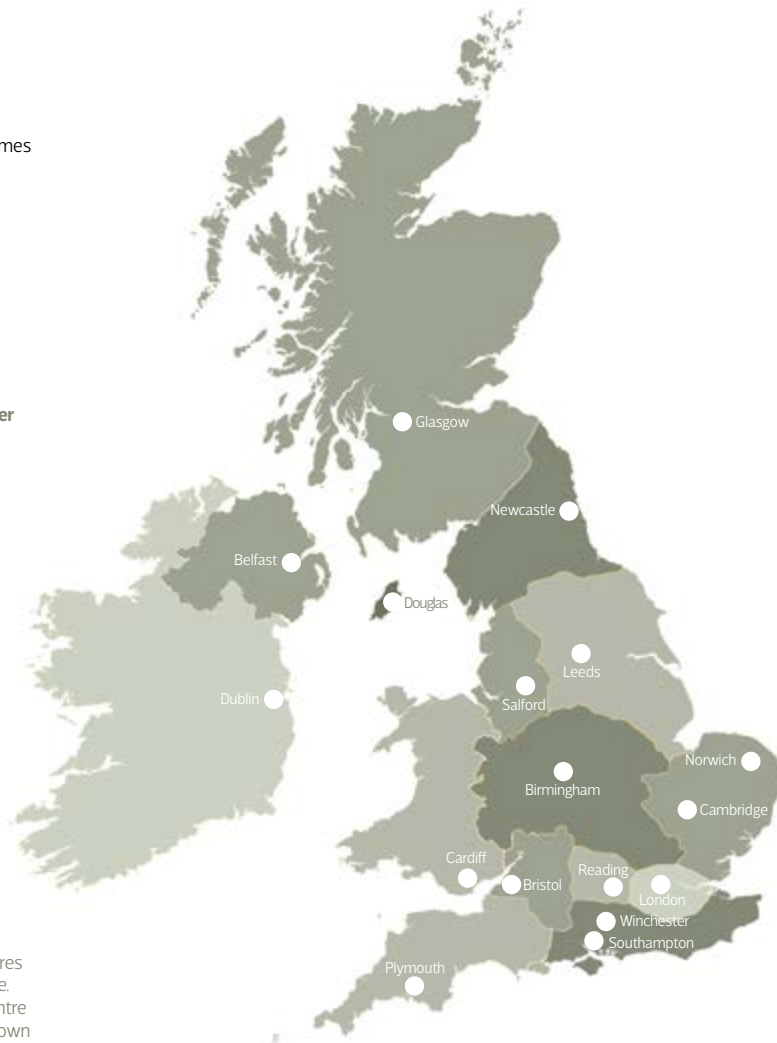 mes
er
Glasgow
Newcastle
Belfast
Douglas
Leeds
Dublin
Salford
Norwich
Birmingham
Cambridge
Cardiff
Reading
Bristol
London
Winchester
Southampton
res
Plymouth
e.
ntre
own